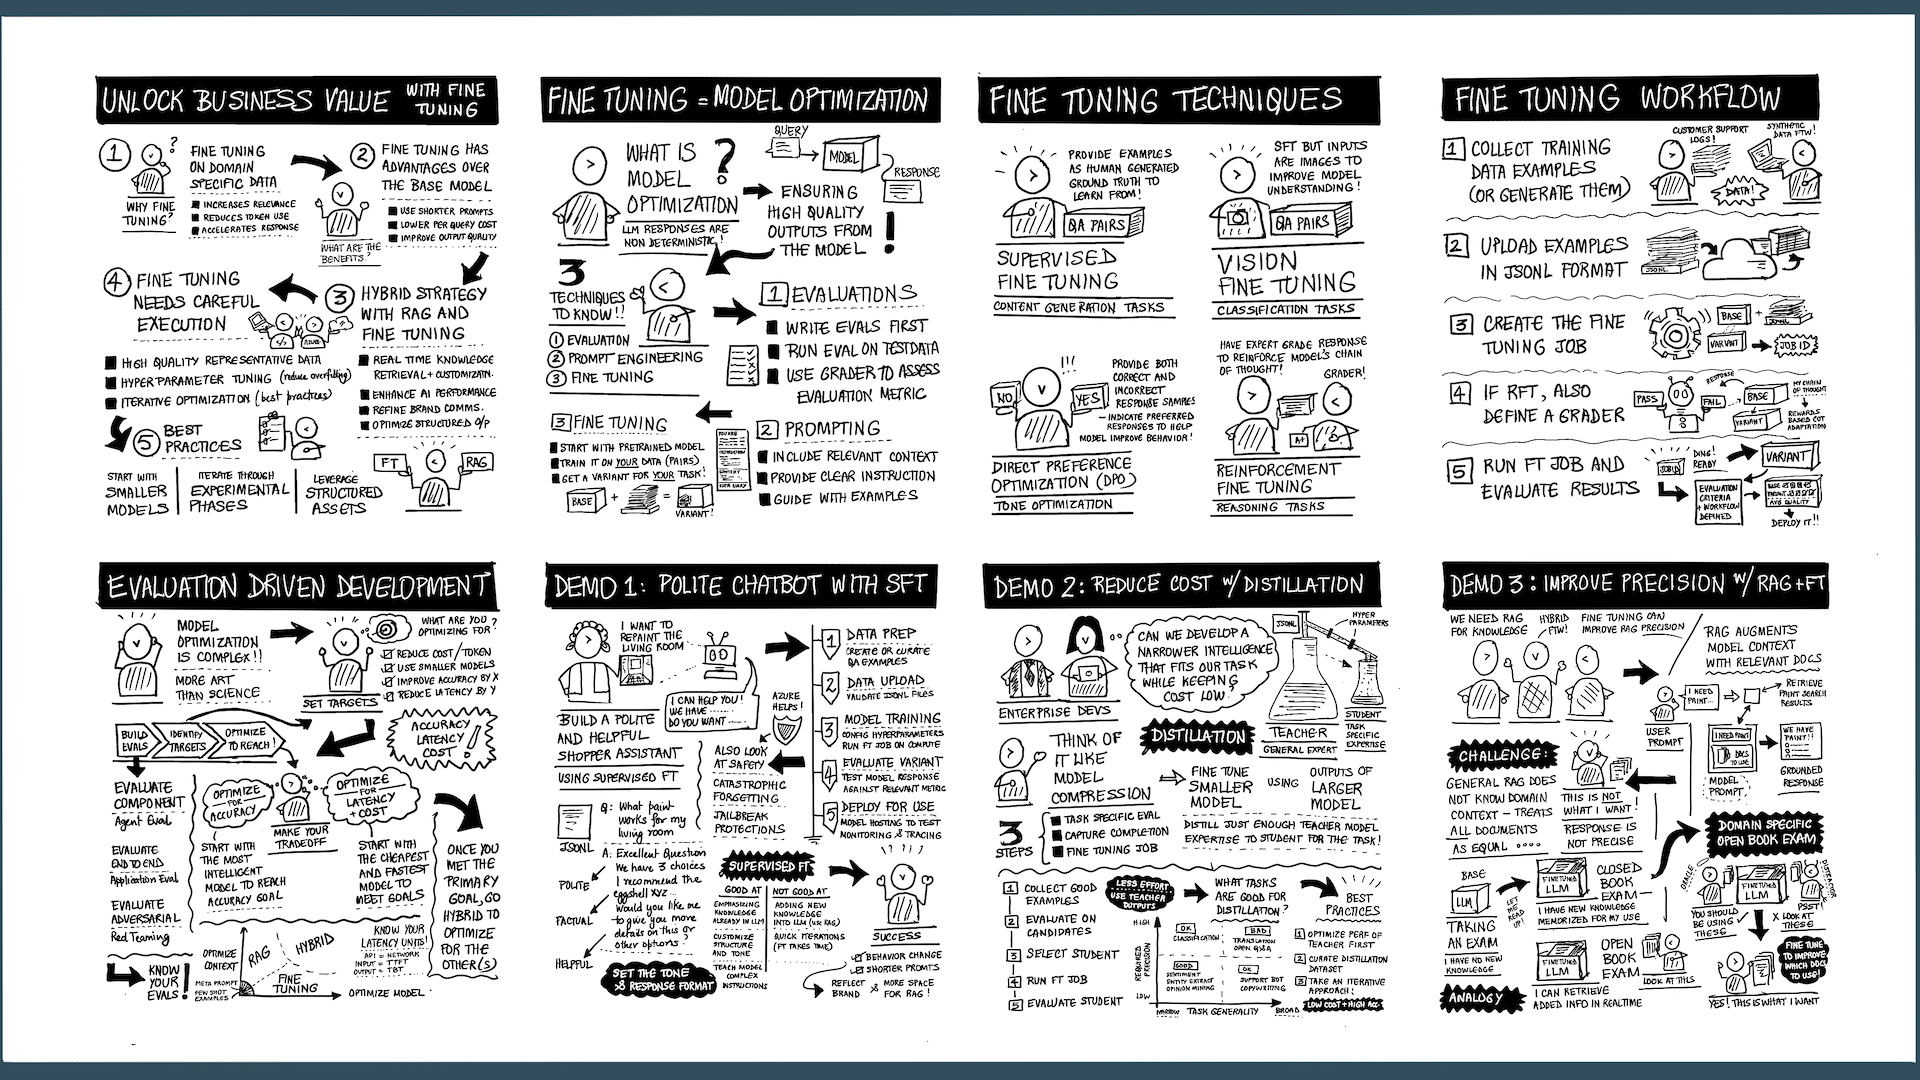 UNLOCK BUSINESS VALUE WITH FINE TUNING
1
?
WHY FINE TUNING?
FINE TUNING
ON DOMAIN
SPECIFIC DATA
INCREASES RELEVANCE
REDUCES TOKEN USE
ACCELERATES RESPONSE
2 FINE TUNING HAS
ADVANTAGES OVER
THE BASE MODEL
USE SHORTER PROMPTS
LOWER PER QUERY COST
IMPROVE OUTPUT QUALITY
WHAT ARE THE
BENEFITS?
3 HYBRID STRATEGY
WITH RAG AND
FINE TUNING
REAL TIME KNOWLEDGE
RETRIEVAL + CUSTOMIZATN.
ENHANCE AI PERFORMANCE
REFINE BRAND COMMS.
OPTIMIZE STRUCTURED O/P
4 FINE TUNING
NEEDS CAREFUL
EXECUTION
HIGH QUALITY REPRESENTATIVE DATA
HYPERPARAMETER TUNING (reduce overfitting)
ITERATIVE OPTIMIZATION (best practices)
5 BEST
PRACTICES
START WITH
SMALLER
MODELS
ITERATE THROUGH
EXPERIMENTAL
PHASES
LEVERAGE
STRUCTURED
ASSETS
FT
RAG
FINE TUNING = MODEL OPTIMIZATION
WHAT IS
MODEL
OPTIMIZATION
?
LLM RESPONSES ARE
NON DETERMINISTIC!
QUERY
MODEL
RESPONSE
ENSURING
HIGH QUALITY
OUTPUTS FROM
THE MODEL
!
3
TECHNIQUES
TO KNOW!!
1 EVALUATION
2 PROMPT ENGINEERING
3 FINE TUNING
1 EVALUATIONS
WRITE EVALS FIRST
RUN EVAL ON TESTDATA
USE GRADER TO ASSESS
EVALUATION METRIC
2 PROMPTING
INCLUDE RELEVANT CONTEXT
PROVIDE CLEAR INSTRUCTION
GUIDE WITH EXAMPLES
3 FINE TUNING
START WITH PRETRAINED MODEL
TRAIN IT ON YOUR DATA (PAIRS)
GET A VARIANT FOR YOUR TASK!
BASE + =
VARIANT!
FINE TUNING TECHNIQUES
PROVIDE EXAMPLES
AS HUMAN GENERATED
GROUND TRUTH TO
LEARN FROM!
QA PAIRS
SUPERVISED
FINE TUNING
CONTENT GENERATION TASKS
SFT BUT INPUTS
ARE IMAGES TO
IMPROVE MODEL
UNDERSTANDING!
QA PAIRS
VISION
FINE TUNING
CLASSIFICATION TASKS
!!!
NO
YES
PROVIDE BOTH
CORRECT AND
INCORRECT
RESPONSE SAMPLES
- INDICATE PREFERRED
RESPONSES TO HELP
MODEL IMPROVE BEHAVIOR!
DIRECT PREFERENCE
OPTIMIZATION (DPO)
TONE OPTIMIZATION
HAVE EXPERT GRADE RESPONSE
TO REINFORCE MODEL'S CHAIN
OF THOUGHT!
GRADER!
A+
REINFORCEMENT
FINE TUNING
REASONING TASKS
FINE TUNING WORKFLOW
1 COLLECT TRAINING
DATA EXAMPLES
(OR GENERATE THEM)
CUSTOMER SUPPORT
LOGS!
SYNTHETIC
DATA FTW!
DATA!
2 UPLOAD EXAMPLES
IN JSONL FORMAT
JSONL
3 CREATE THE FINE
TUNING JOB
BASE +
JSONL
VARIANT
JOB ID
4 IF RFT, ALSO
DEFINE A GRADER
PASS
FAIL
RESPONSE
BASE
VARIANT
MY CHAIN
OF THOUGHT
REWARDS
BASED COT
ADAPTATION
5 RUN FT JOB AND
EVALUATE RESULTS
JOB ID
DING!
READY
VARIANT
EVALUATION
CRITERIA
+ WORKFLOW
DEFINED
DEPLOY IT!!
EVALUATION DRIVEN DEVELOPMENT
MODEL
OPTIMIZATION
IS COMPLEX!!
MORE ART
THAN SCIENCE
WHAT ARE YOU
OPTIMIZING FOR?
REDUCE COST/TOKEN
USE SMALLER MODELS
IMPROVE ACCURACY BY X
REDUCE LATENCY BY Y
SET TARGETS
BUILD
EVALS
IDENTIFY
TARGETS
OPTIMIZE
TO REACH!
ACCURACY
LATENCY
COST
!
EVALUATE
COMPONENT
Agent Eval
EVALUATE
END TO END
Application Eval
EVALUATE
ADVERSARIAL
Red Teaming
KNOW
YOUR
EVALS!
OPTIMIZE
FOR
ACCURACY
OPTIMIZE
FOR
LATENCY
+ COST
MAKE YOUR
TRADEOFF
START WITH
THE MOST
INTELLIGENT
MODEL TO REACH
ACCURACY GOAL
START WITH
THE CHEAPEST
AND FASTEST
MODEL TO
MEET GOALS
ONCE YOU
MET THE
PRIMARY
GOAL, GO
HYBRID TO
OPTIMIZE
FOR THE
OTHER(S)
OPTIMIZE
CONTEXT
RAG
HYBRID
FINE
TUNING
META PROMPT
FEW SHOT
EXAMPLES
OPTIMIZE MODEL
KNOW YOUR
LATENCY UNITS!
API = NETWORK
INPUT = TTFT
OUTPUT = TBT
DEMO 1: POLITE CHATBOT WITH SFT
I WANT TO
REPAINT THE
LIVING ROOM
I CAN HELP YOU!
WE HAVE
DO YOU WANT
BUILD A POLITE
AND HELPFUL
SHOPPER ASSISTANT
USING SUPERVISED FT
JSONL
Q: What paint
works for my
living room
A: Excellent Question
We have 3 choices
I recommend the
eggshell XYZ...
Would you like me
to give you more
details on this or
other options?
POLITE
FACTUAL
HELPFUL
SET THE TONE
& RESPONSE FORMAT
AZURE
HELPS!
ALSO LOOK
AT SAFETY
CATASTROPHIC
FORGETTING
JAILBREAK
PROTECTIONS
1 DATA PREP
CREATE OR CURATE
QA EXAMPLES
2 DATA UPLOAD
VALIDATE JSONL FILES
3 MODEL TRAINING
CONFIG HYPERPARAMETERS
RUN FT JOB ON COMPUTE
4 EVALUATE VARIANT
TEST MODEL RESPONSE
AGAINST RELEVANT METRIC
5 DEPLOY FOR USE
MODEL HOSTING TO TEST
MONITORING & TRACING
SUPERVISED FT
GOOD AT
EMPHASIZING
KNOWLEDGE
ALREADY IN LLM
CUSTOMIZE
STRUCTURE
AND TONE
TEACH MODEL
COMPLEX
INSTRUCTIONS
NOT GOOD AT
ADDING NEW
KNOWLEDGE
INTO LLM (USE RAG)
QUICK ITERATIONS
(FT TAKES TIME)
????
SUCCESS
BEHAVIOR CHANGE
SHORTER PROMTS
REFLECT
BRAND
& MORE SPACE
FOR RAG!
DEMO 2: REDUCE COST W/ DISTILLATION
ENTERPRISE DEVS
CAN WE DEVELOP A
NARROWER INTELLIGENCE
THAT FITS OUR TASK
WHILE KEEPING
COST LOW?
JSONL
HYPER
PARAMETERS
TEACHER
GENERAL EXPERT
STUDENT
TASK
SPECIFIC
EXPERTISE
DISTILLATION
THINK OF
IT LIKE
MODEL
COMPRESSION
FINE TUNE
SMALLER
MODEL
USING
OUTPUTS OF
LARGER
MODEL
3
STEPS
TASK SPECIFIC EVAL
CAPTURE COMPLETION
FINE TUNING JOB
DISTILL JUST ENOUGH TEACHER MODEL
EXPERTISE TO STUDENT FOR THE TASK!
1 COLLECT GOOD
EXAMPLES
2 EVALUATE ON
CANDIDATES
3 SELECT STUDENT
4 RUN FT JOB
5 EVALUATE STUDENT
LESS EFFORT
USE TEACHER
OUTPUTS
WHAT TASKS
ARE GOOD FOR
DISTILLATION?
HIGH
REQUIRED
PRECISION
LOW
OK
CLASSIFICATION
BAD
TRANSLATION
OPEN Q&A
GOOD
SENTIMENT
ENTITY EXTRACT
OPINION MINING
OK
SUPPORT BOT
COPYWRITING
NARROW TASK GENERALITY BROAD
BEST
PRACTICES
1 OPTIMIZE PERF OF
TEACHER FIRST
2 CURATE DISTILLATION
DATASET
3 TAKE AN ITERATIVE
APPROACH!
LOW COST + HIGH ACC
DEMO 3: IMPROVE PRECISION W/ RAG+FT
WE NEED RAG
FOR KNOWLEDGE
HYBRID
FTW!
FINE TUNING CAN
IMPROVE RAG PRECISION
RAG AUGMENTS
MODEL CONTEXT
WITH RELEVANT DOCS
I NEED
PAINT...
USER
PROMPT
RETRIEVE
PAINT SEARCH
RESULTS
I NEED PAINT
DOCS
TO USE
MODEL
PROMPT
WE HAVE
PAINT!!
GROUNDED
RESPONSE
CHALLENGE:
GENERAL RAG DOES
NOT KNOW DOMAIN
CONTEXT - TREATS
ALL DOCUMENTS
AS EQUAL ....
THIS IS NOT
WHAT I WANT!
RESPONSE IS
NOT PRECISE
DOMAIN SPECIFIC
OPEN BOOK EXAM
BASE
LLM
TAKING
AN EXAM
I HAVE NO NEW
KNOWLEDGE
ANALOGY
LET
ME
READ
UP!
FINETUNED
LLM
CLOSED
BOOK
EXAM
I HAVE NEW KNOWLEDGE
MEMORIZED FOR MY USE
FINETUNED
LLM
OPEN
BOOK
EXAM
I CAN RETRIEVE
ADDED INFO IN REALTIME
LOOK AT THIS
ORACLE
FINETUNED
LLM
DISTRACTOR
PSST!
YOU SHOULD
BE USING
THESE
X LOOK AT
THESE
FINE TUNE
TO IMPROVE
WHICH DOC
TO USE!
YES! THIS IS WHAT I WANT